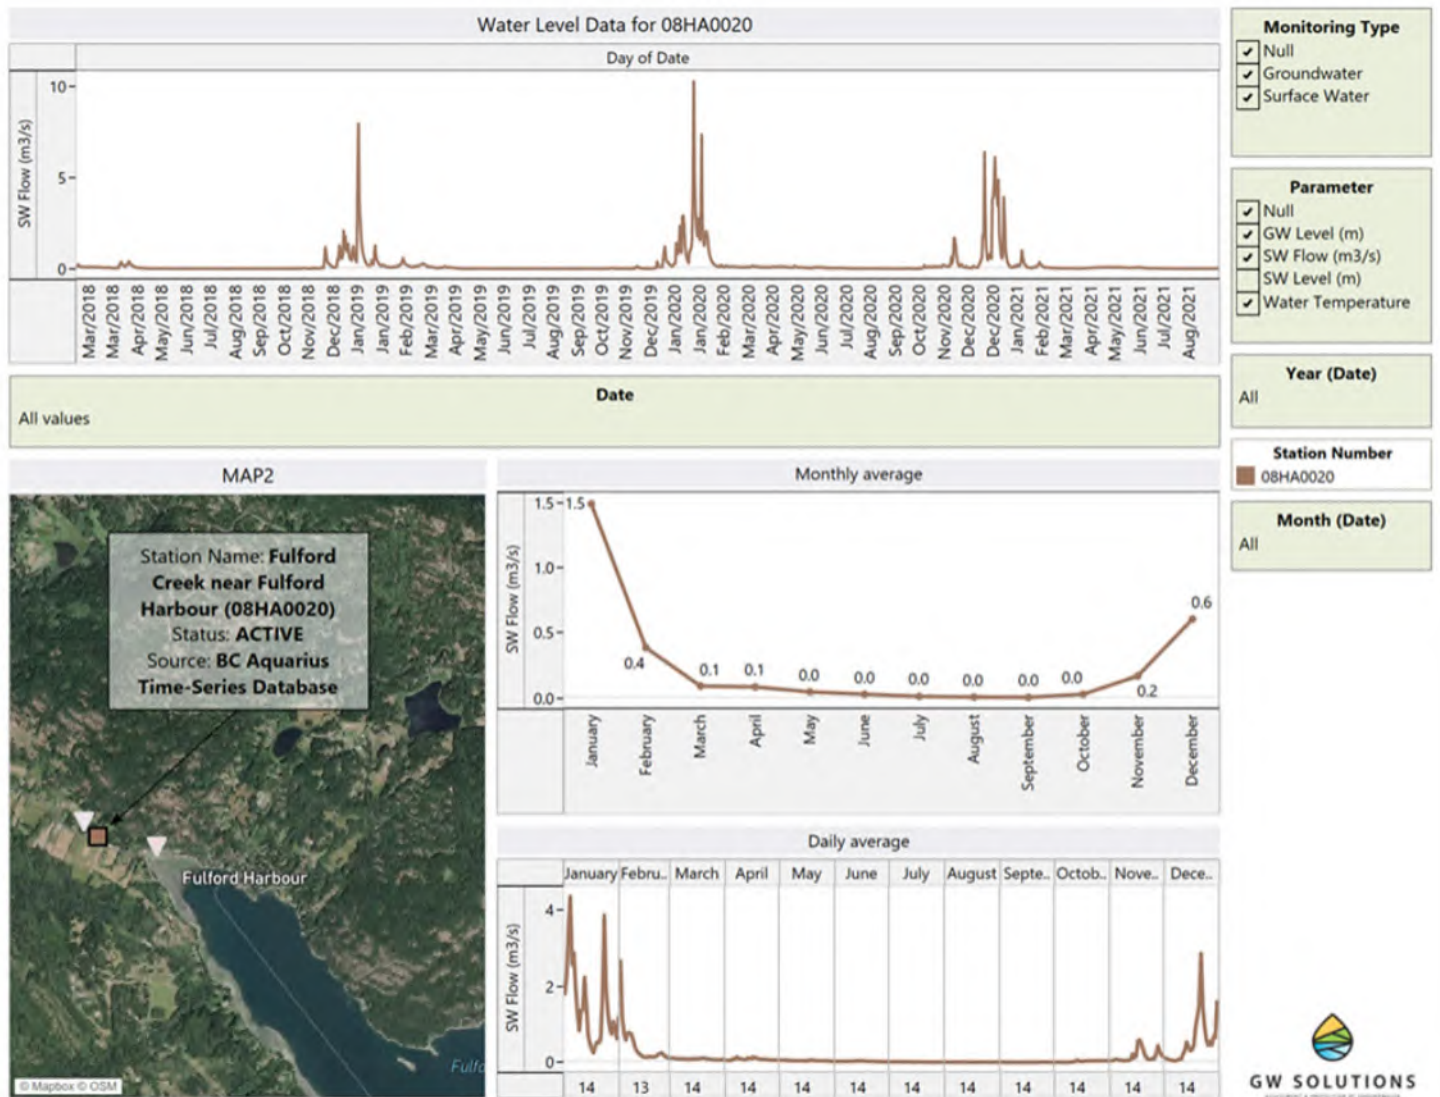 Water Level Data for 08HA0020
Day of Date
SW Flow (m3/s)
10
5
0
Mar/2018
Mar/2018
Apr/2018
May/2018
Jun/2018
Jul/2018
Aug/2018
Sep/2018
Oct/2018
Nov/2018
Dec/2018
Jan/2019
Jan/2019
Feb/2019
Mar/2019
Apr/2019
May/2019
Jun/2019
Jul/2019
Aug/2019
Sep/2019
Oct/2019
Nov/2019
Dec/2019
Jan/2020
Jan/2020
Feb/2020
Mar/2020
Apr/2020
May/2020
Jun/2020
Jul/2020
Aug/2020
Sep/2020
Oct/2020
Nov/2020
Dec/2020
Dec/2020
Jan/2021
Feb/2021
Mar/2021
Apr/2021
May/2021
Jun/2021
Jul/2021
Aug/2021
Monitoring Type
Null
Groundwater
Surface Water
Parameter
Null
GW Level (m)
SW Flow (m3/s)
SW Level (m)
Water Temperature
Year (Date)
All
Station Number
08HA0020
Month (Date)
All
Date
All values
MAP2
Station Name: Fulford
Creek near Fulford
Harbour (08HA0020)
Status: ACTIVE
Source: BC Aquarius
Time-Series Database
Fulford Harbour
Fulfo
© Mapbox © OSM
Monthly average
SW Flow (m3/s)
1.5
1.0
0.5
0.0
1.5
0.4
0.1
0.1
0.0
0.0
0.0
0.0
0.0
0.0
0.2
0.6
January
February
March
April
May
June
July
August
September
October
November
December
Daily average
January Febru.. March April May June July August Septe.. Octob.. Nove.. Dece..
SW Flow (m3/s)
4
2
0
14 13 14 14 14 14 14 14 14 14 14 14
GW SOLUTIONS